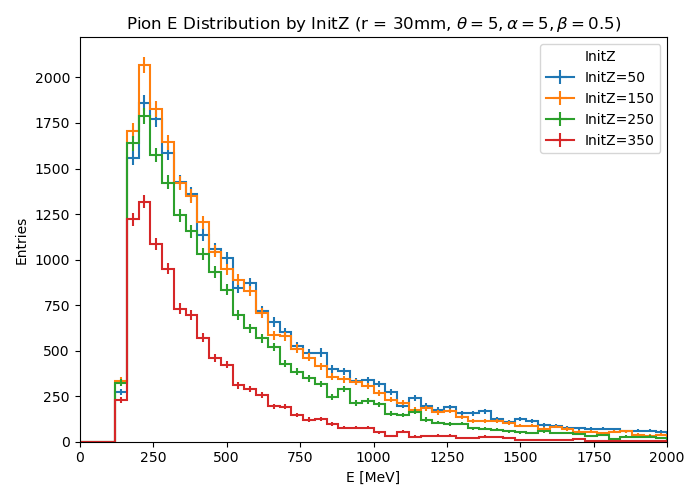 Pion E Distribution by InitZ (r = 30mm, θ = 5, α = 5, β = 0.5)
InitZ
InitZ=50
InitZ=150
InitZ=250
InitZ=350
2000
1750
1500
1250
1000
750
500
250
0
Entries
0 250 500 750 1000 1250 1500 1750 2000
E [MeV]